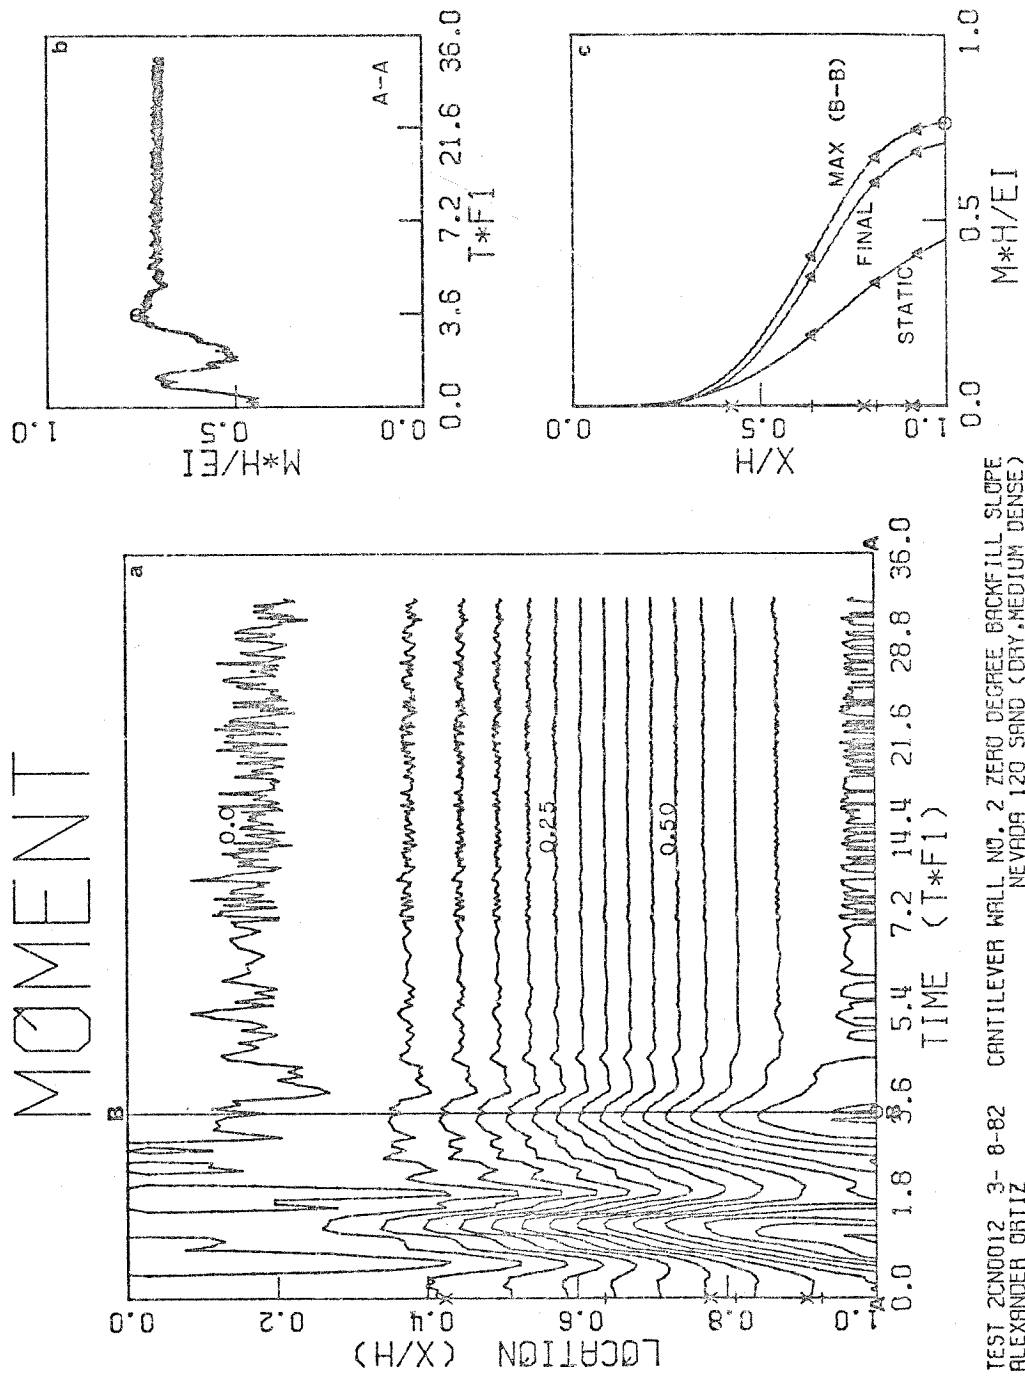 MOMENT
a
B
0.0
0.2
0.4
0.6
0.8
1.0
LOCATION
(X/H)
0.0
0.25
0.50
A
A
B
0.0
1.8
3.6
5.4
7.2
14.4
21.6
28.8
36.0
TIME (T*F1)
b
1.0
0.5
0.0
M*H/EI
A-A
0.0
3.6
7.2
21.6
36.0
T*F1
c
0.0
0.5
1.0
X/H
MAX (B-B)
FINAL
STATIC
0.0
0.5
1.0
M*H/EI
TEST 2CN0012 3- 8-82 CANTILEVER WALL NO. 2 ZERO DEGREE BACKFILL SLOPE
ALEXANDER ORTIZ NEVADA 120 SAND (DRY,MEDIUM DENSE)